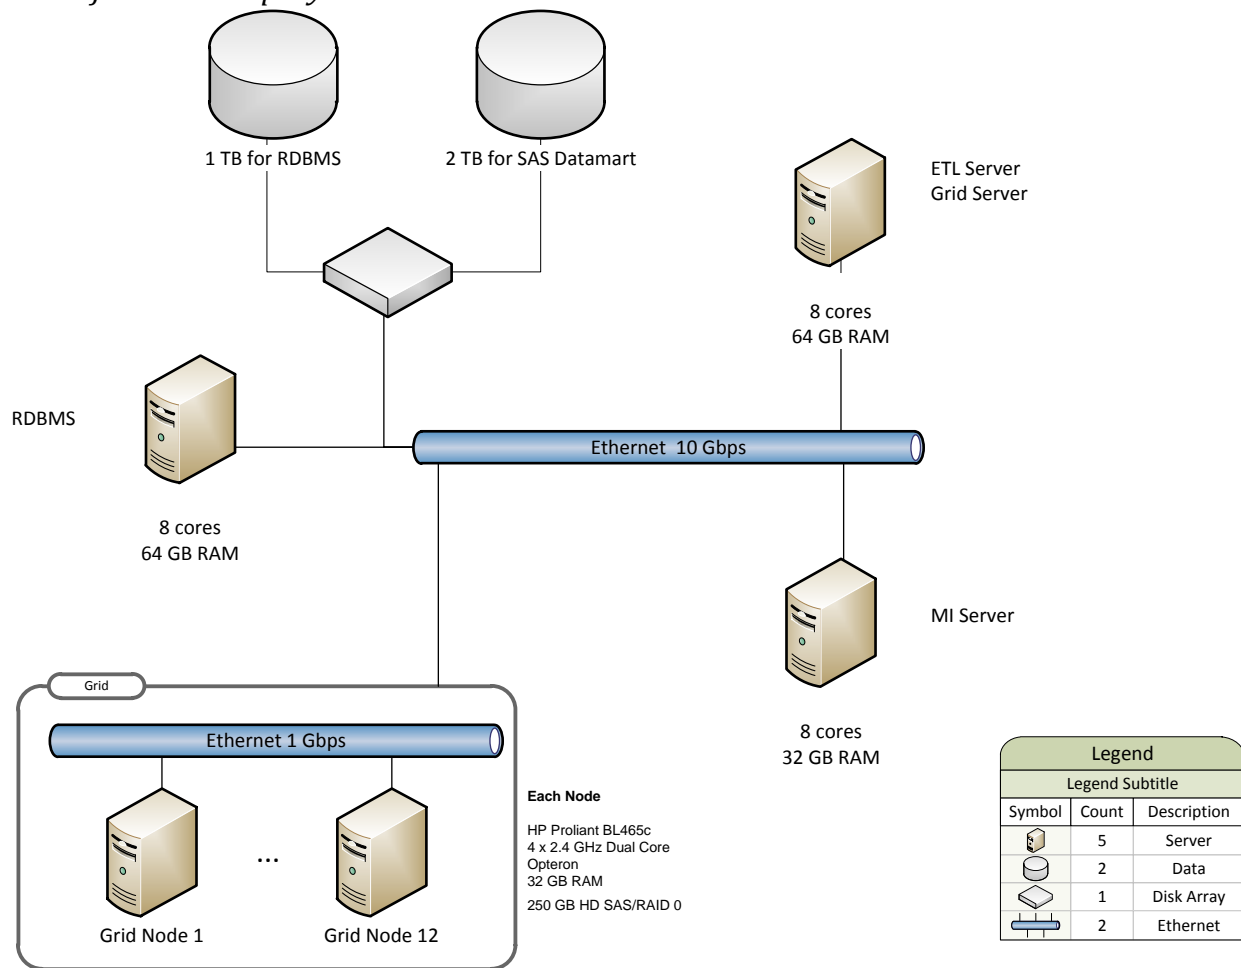 1 TB for RDBMS
2 TB for SAS Datamart
ETL Server
Grid Server
8 cores
64 GB RAM
RDBMS
Ethernet 10 Gbps
8 cores
64 GB RAM
MI Server
8 cores
32 GB RAM
Grid
Ethernet 1 Gbps
...
Grid Node 1
Grid Node 12
Each Node
HP Proliant BL465c
4 x 2.4 GHz Dual Core
Opteron
32 GB RAM
250 GB HD SAS/RAID 0
Legend
Legend Subtitle
Symbol Count Description
5 Server
2 Data
1 Disk Array
2 Ethernet